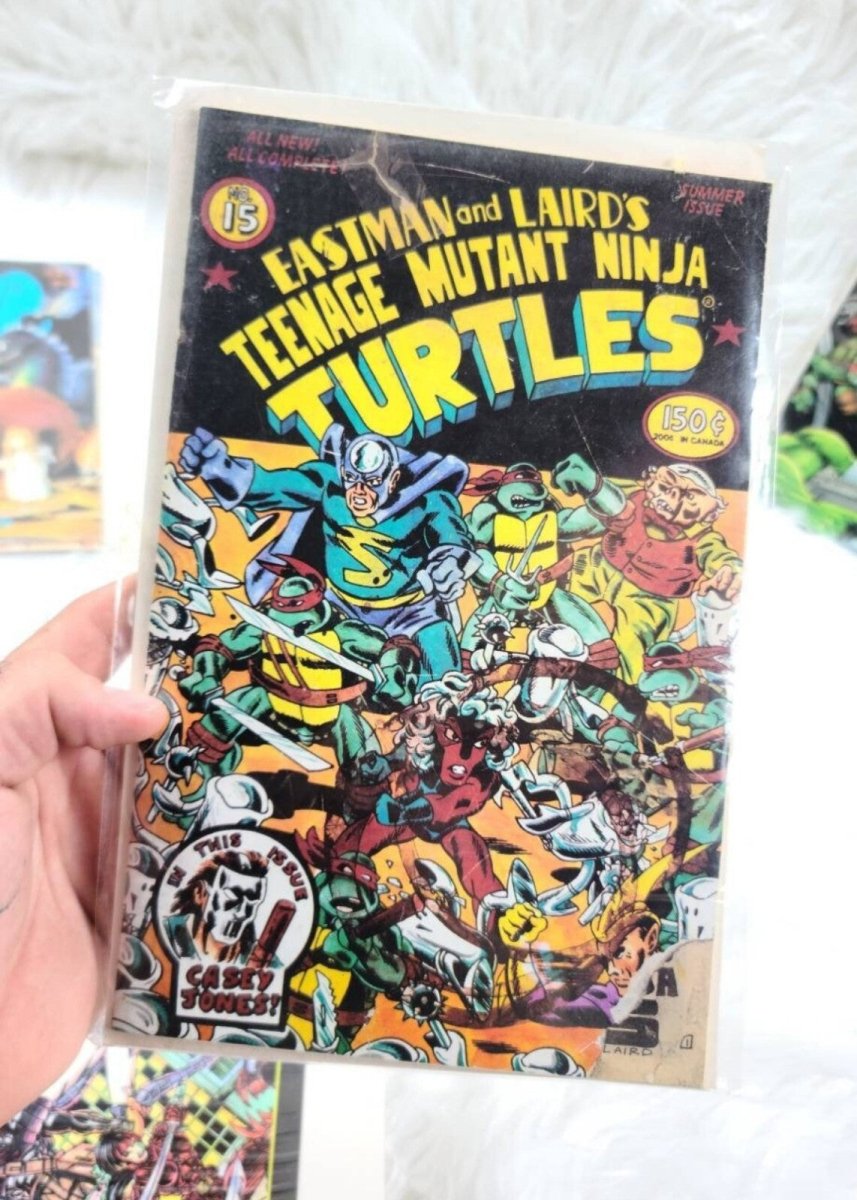 ALL NEW!
ALL COMPLETE!
SUMMER
ISSUE
NO.
15
EASTMAN and LAIRD'S
TEENAGE MUTANT NINJA
TURTLES®
150¢
200¢ IN CANADA
S
IN THIS ISSUE
CASEY
JONES!
LAIRD